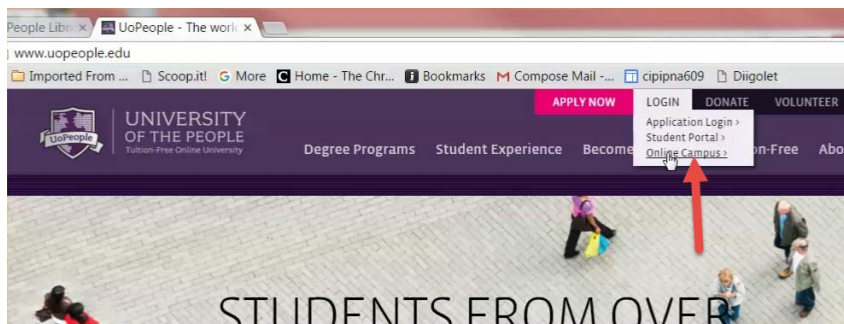 People Libr
UoPeople - The worl
www.uopeople.edu
Imported From ... Scoop.it! G More Home - The Chr... Bookmarks M Compose Mail -... cipipna609 Diigolet
APPLY NOW LOGIN DONATE VOLUNTEER
UoPeople
UNIVERSITY
OF THE PEOPLE
Tuition-Free Online University
Application Login >
Student Portal >
Online Campus >
Degree Programs Student Experience Become on-Free Abo
STUDENTS FROM OVER